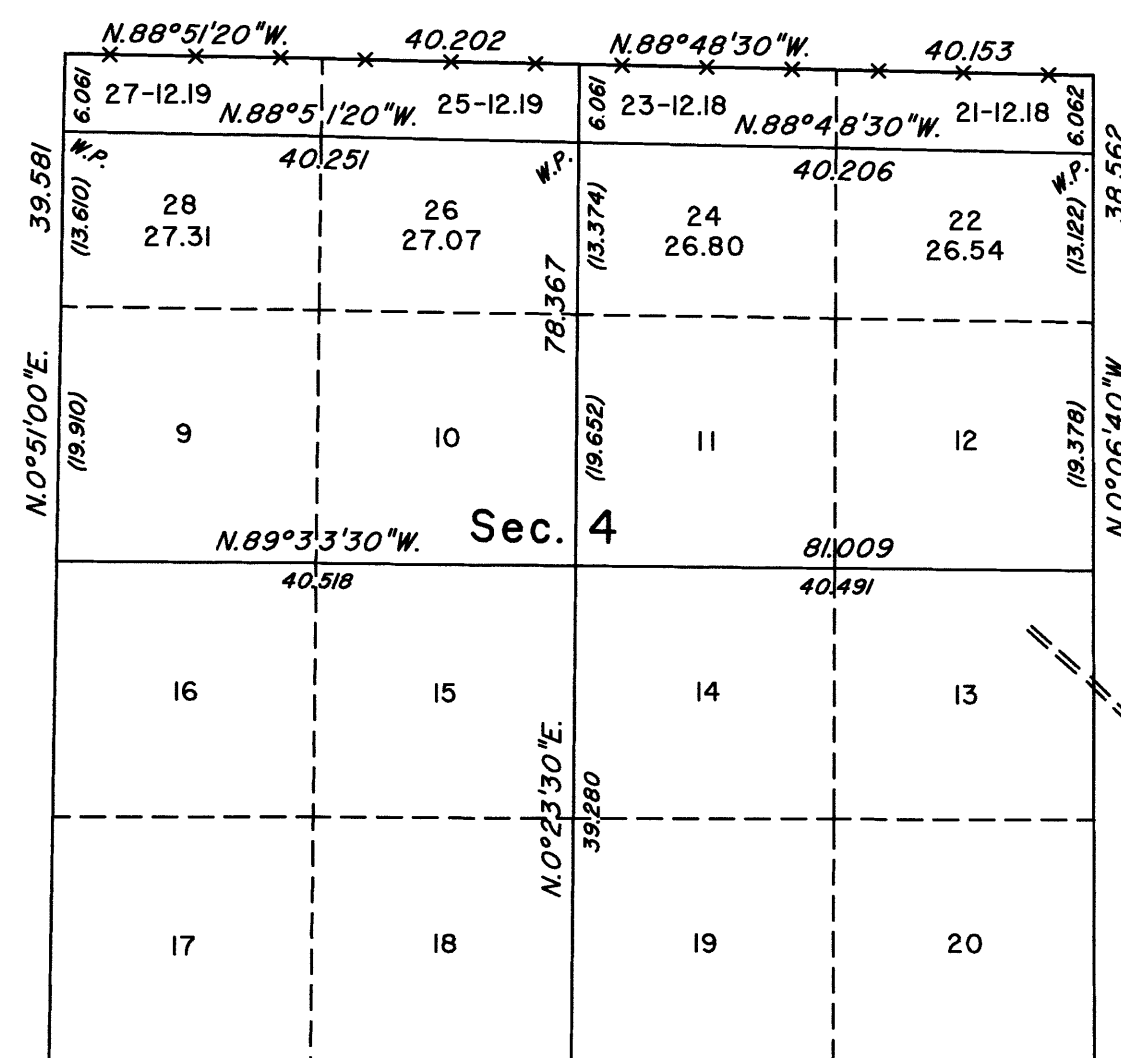 N.88°51'20"W. 40.202 N.88°48'30"W. 40.153
6.061 27-12.19 25-12.19 6.061 23-12.18 21-12.18 6.062
N.88°51'20"W. N.88°48'30"W.
W.P. 40.251 W.P. 40.206 W.P.
39.581 38.562
(13.610) 28 26 (13.374) 24 22 (13.122)
27.31 27.07 26.80 26.54
78.367
N.0°51'00"E. N.0°06'40"W
(19.910) 9 10 (19.652) 11 12 (19.378)
Sec. 4
N.89°33'30"W. 81.009
40.518 40.491
16 15 14 13
N.0°23'30"E. 39.280
17 18 19 20